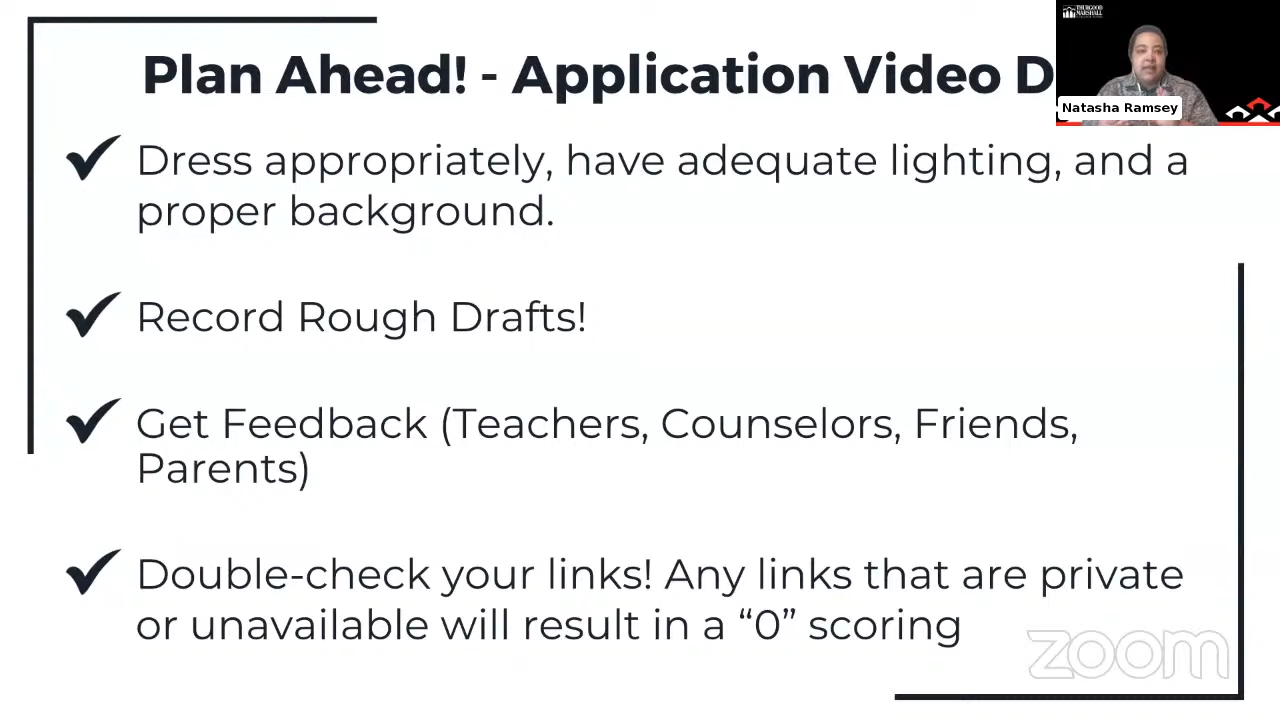 Plan Ahead! - Application Video D
THURGOOD
MARSHALL
Natasha Ramsey
Dress appropriately, have adequate lighting, and a
proper background.
Record Rough Drafts!
Get Feedback (Teachers, Counselors, Friends,
Parents)
Double-check your links! Any links that are private
or unavailable will result in a “0” scoring
zoom